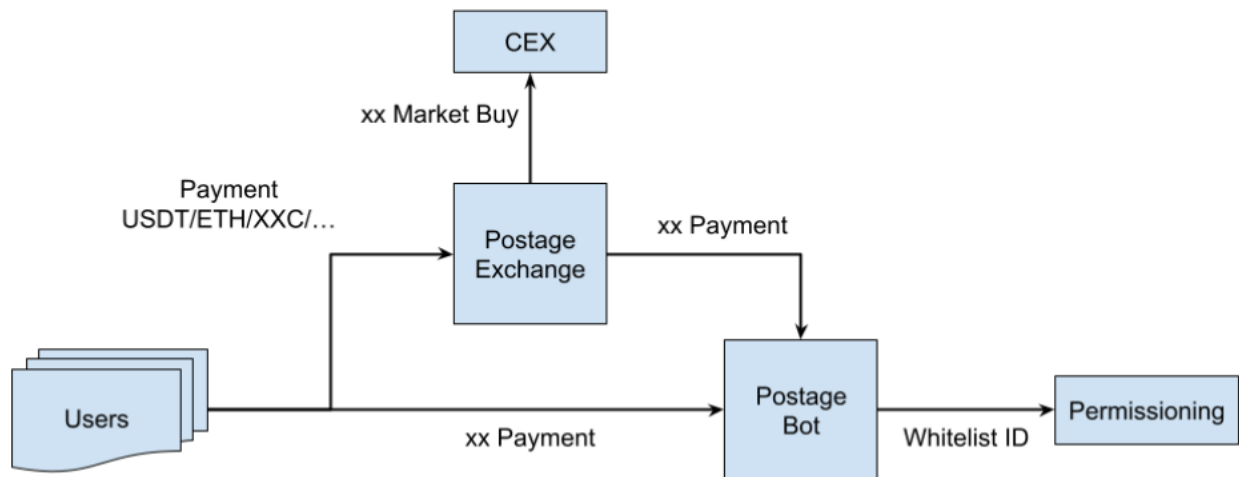 CEX
xx Market Buy
Payment
USDT/ETH/XXC/…
Postage
Exchange
xx Payment
Users
xx Payment
Postage
Bot
Whitelist ID
Permissioning